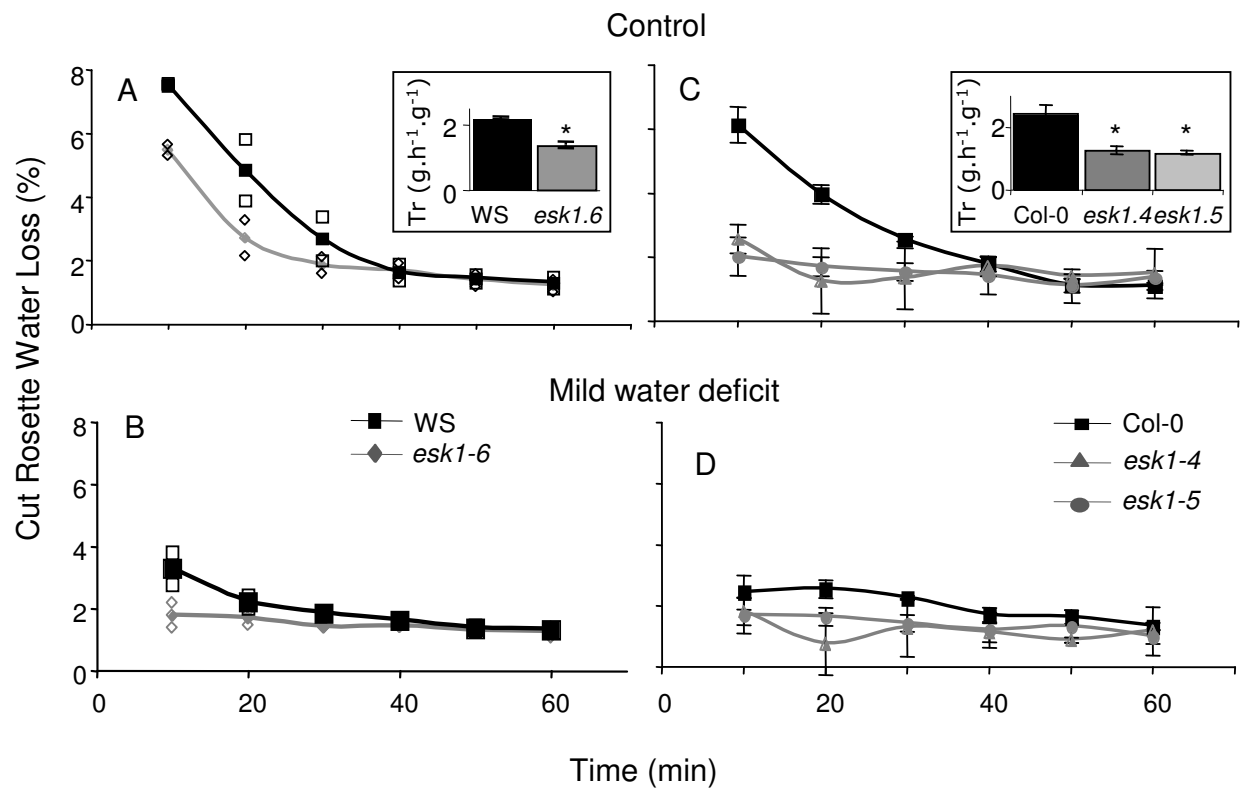 Control
Cut Rosette Water Loss (%)
A
8
6
4
2
0
Tr (g.h⁻¹.g⁻¹)
2
0
*
WS
esk1.6
C
Tr (g.h⁻¹.g⁻¹)
2
0
*
*
Col-0
esk1.4
esk1.5
Mild water deficit
B
8
6
4
2
0
WS
esk1-6
0
20
40
60
D
Col-0
esk1-4
esk1-5
0
20
40
60
Time (min)